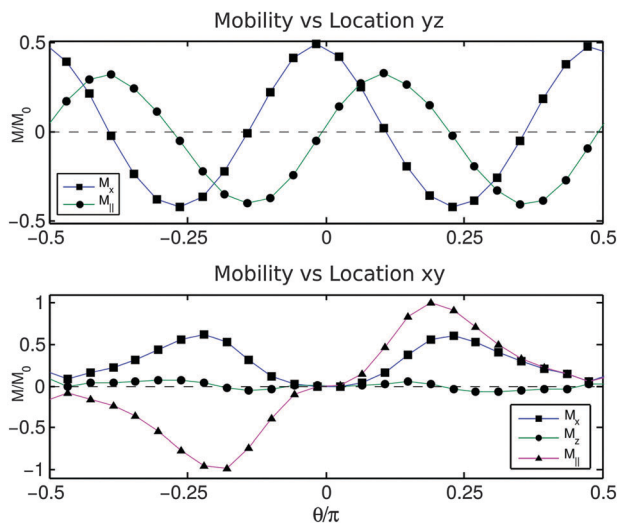 Mobility vs Location yz
0.5
0
-0.5
M/M0
Mx
M||
-0.5 -0.25 0 0.25 0.5
Mobility vs Location xy
1
0.5
0
-0.5
-1
M/M0
Mx
Mz
M||
-0.5 -0.25 0 0.25 0.5
θ/π